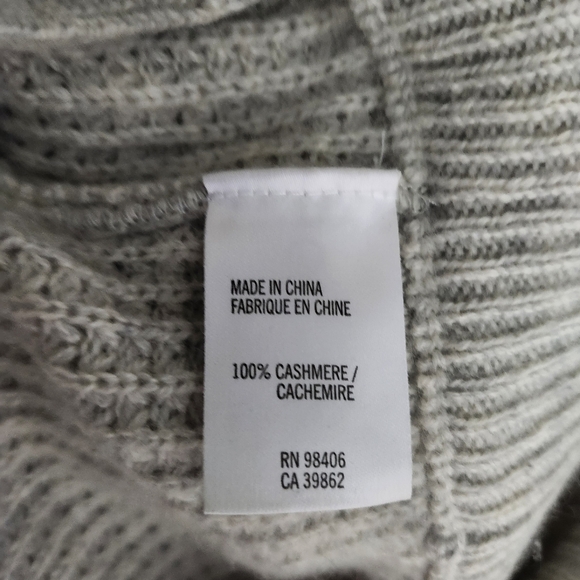 MADE IN CHINA
FABRIQUE EN CHINE
100% CASHMERE /
CACHEMIRE
RN 98406
CA 39862